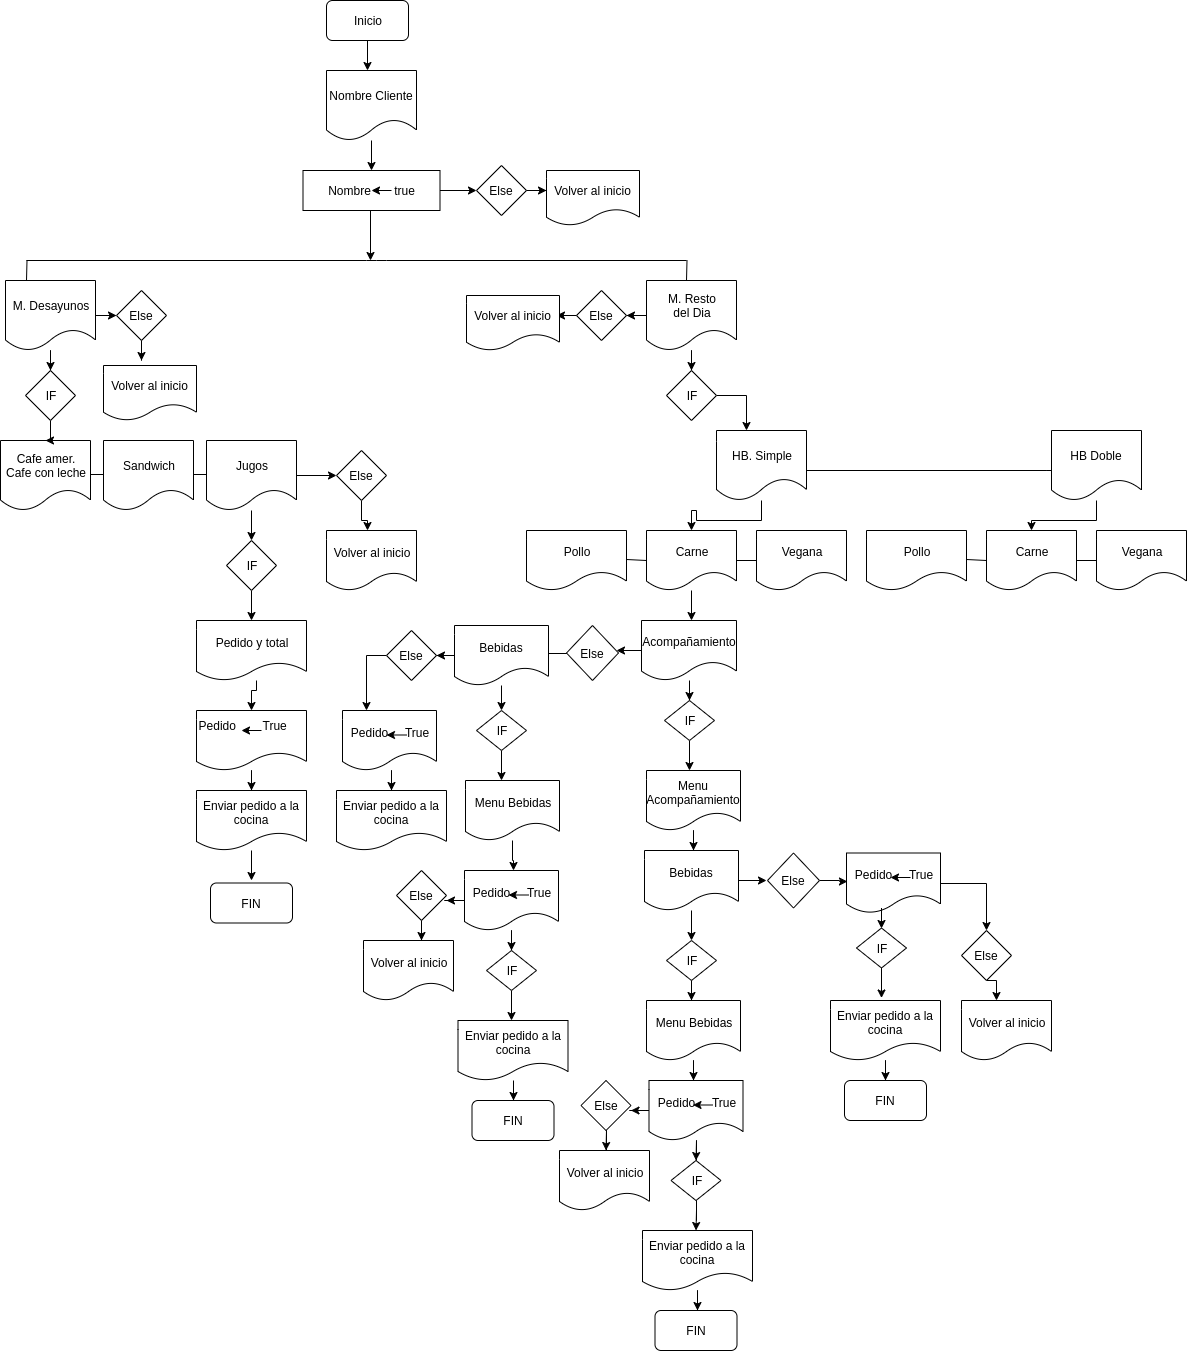 Inicio
Nombre Cliente
Nombre true
Else
Volver al inicio
M. Desayunos
Else
Volver al inicio
IF
Cafe amer.
Cafe con leche
Sandwich
Jugos
Else
Volver al inicio
IF
Pedido y total
Pedido True
Enviar pedido a la
cocina
FIN
M. Resto
del Dia
Else
Volver al inicio
IF
HB. Simple
HB Doble
Pollo
Carne
Vegana
Pollo
Carne
Vegana
Acompañamiento
Else
Bebidas
Else
Pedido True
Enviar pedido a la
cocina
IF
Menu Bebidas
Pedido True
Else
Volver al inicio
IF
Enviar pedido a la
cocina
FIN
IF
Menu
Acompañamiento
Bebidas
Else
Pedido True
IF
Else
Enviar pedido a la
cocina
Volver al inicio
FIN
IF
Menu Bebidas
Pedido True
Else
Volver al inicio
IF
Enviar pedido a la
cocina
FIN